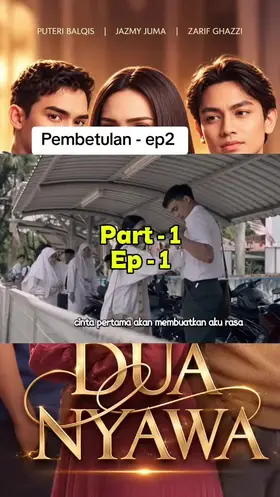 PUTERI BALQIS | JAZMY JUMA | ZARIF GHAZZI
Pembetulan - ep2
Part - 1
Ep - 1
cinta pertama akan membuatkan aku rasa
DUA
NYAWA